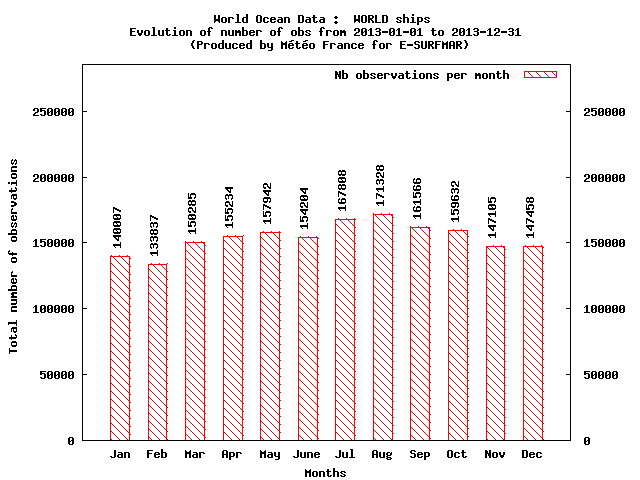 World Ocean Data :  WORLD ships
Evolution of number of obs from 2013-01-01 to 2013-12-31
(Produced by Météo France for E-SURFMAR)
Nb observations per month
250000 250000
200000 200000
150000 150000
100000 100000
50000 50000
0 0
Total number of observations
140007 133837 150285 155234 157942 154204 167808 171328 161566 159632 147105 147458
Jan Feb Mar Apr May June Jul Aug Sep Oct Nov Dec
Months